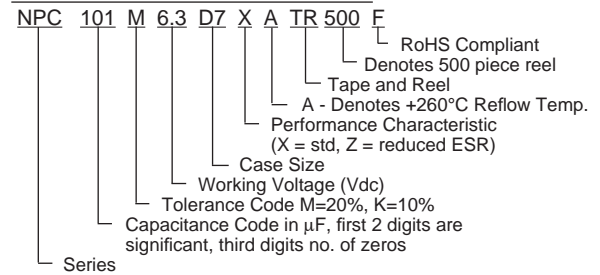 NPC 101 M 6.3 D7 X A TR 500 F
RoHS Compliant
Denotes 500 piece reel
Tape and Reel
A - Denotes +260°C Reflow Temp.
Performance Characteristic
(X = std, Z = reduced ESR)
Case Size
Working Voltage (Vdc)
Tolerance Code M=20%, K=10%
Capacitance Code in μF, first 2 digits are
significant, third digits no. of zeros
Series